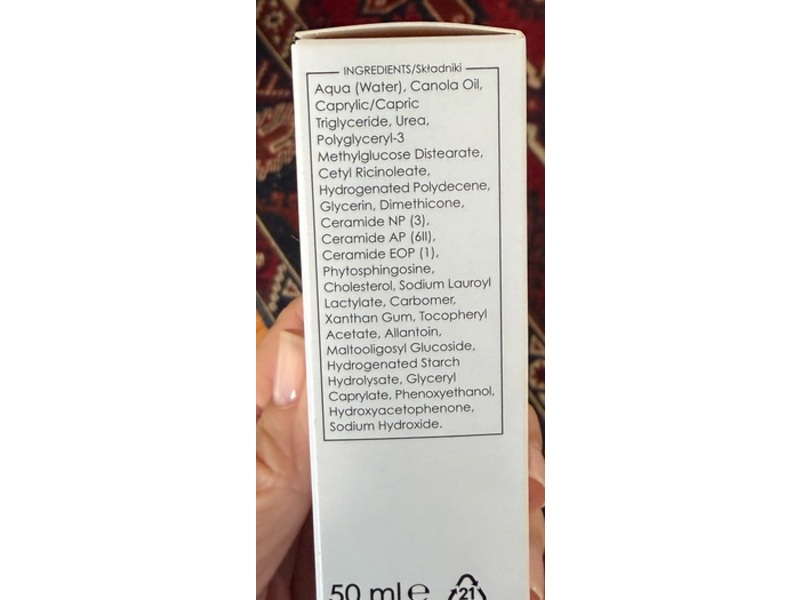 INGREDIENTS/Składniki
Aqua (Water), Canola Oil,
Caprylic/Capric
Triglyceride, Urea,
Polyglyceryl-3
Methylglucose Distearate,
Cetyl Ricinoleate,
Hydrogenated Polydecene,
Glycerin, Dimethicone,
Ceramide NP (3),
Ceramide AP (6II),
Ceramide EOP (1),
Phytosphingosine,
Cholesterol, Sodium Lauroyl
Lactylate, Carbomer,
Xanthan Gum, Tocopheryl
Acetate, Allantoin,
Maltooligosyl Glucoside,
Hydrogenated Starch
Hydrolysate, Glyceryl
Caprylate, Phenoxyethanol,
Hydroxyacetophenone,
Sodium Hydroxide.
50 ml e 21